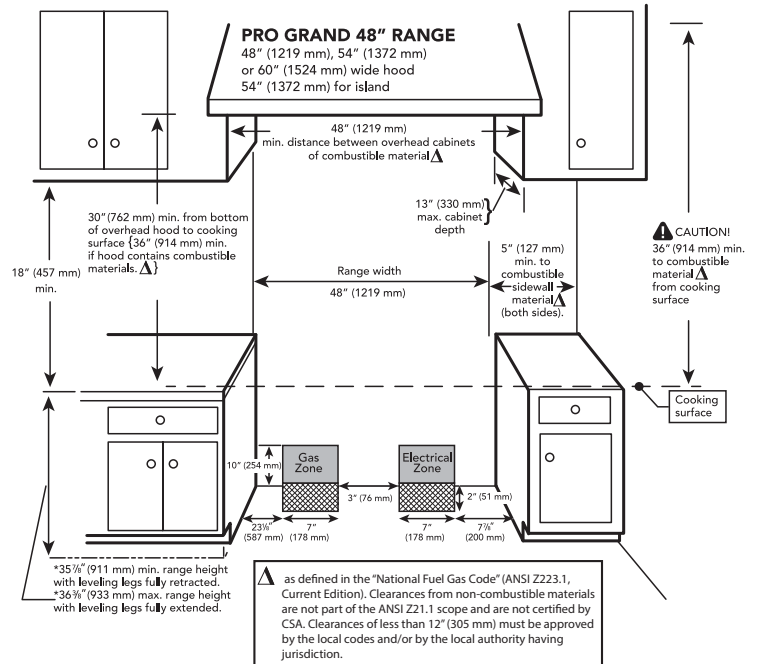 PRO GRAND 48” RANGE
48” (1219 mm), 54” (1372 mm)
or 60” (1524 mm) wide hood
54” (1372 mm) for island
48” (1219 mm)
min. distance between overhead cabinets
of combustible material Δ
13” (330 mm)
max. cabinet
depth
30” (762 mm) min. from bottom
of overhead hood to cooking
surface {36” (914 mm) min.
if hood contains combustible
materials. Δ }
18” (457 mm)
min.
Range width
48” (1219 mm)
5” (127 mm)
min. to
combustible
sidewall
material Δ
(both sides).
CAUTION!
36” (914 mm) min.
to combustible
material Δ
from cooking
surface
Cooking
surface
10” (254 mm)
Gas
Zone
Electrical
Zone
3” (76 mm)
2” (51 mm)
(587 mm)
7”
(178 mm)
7”
(178 mm)
7⅞”
(200 mm)
*35⅞” (911 mm) min. range height
with leveling legs fully retracted.
(933 mm) max. range height
with leveling legs fully extended.
Δ as defined in the “National Fuel Gas Code” (ANSI Z223.1,
Current Edition). Clearances from non-combustible materials
are not part of the ANSI Z21.1 scope and are not certified by
CSA. Clearances of less than 12” (305 mm) must be approved
by the local codes and/or by the local authority having
jurisdiction.